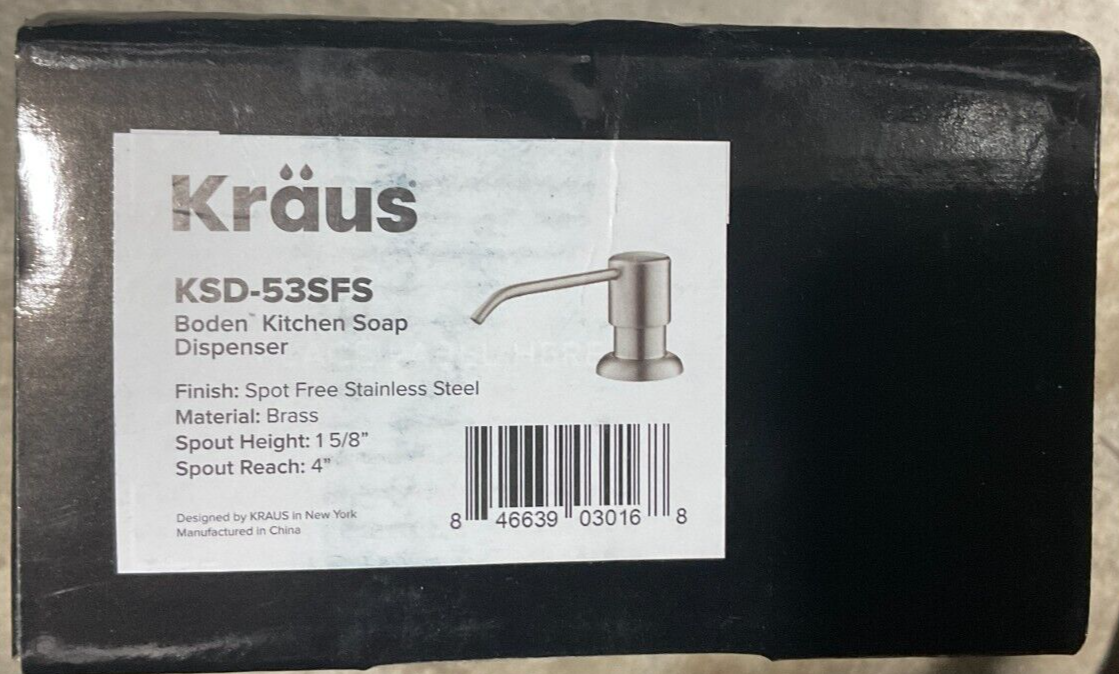 Kräus
KSD-53SFS
Boden™ Kitchen Soap
Dispenser
Finish: Spot Free Stainless Steel
Material: Brass
Spout Height: 1 5/8”
Spout Reach: 4”
Designed by KRAUS in New York
Manufactured in China
8 46639 03016 8